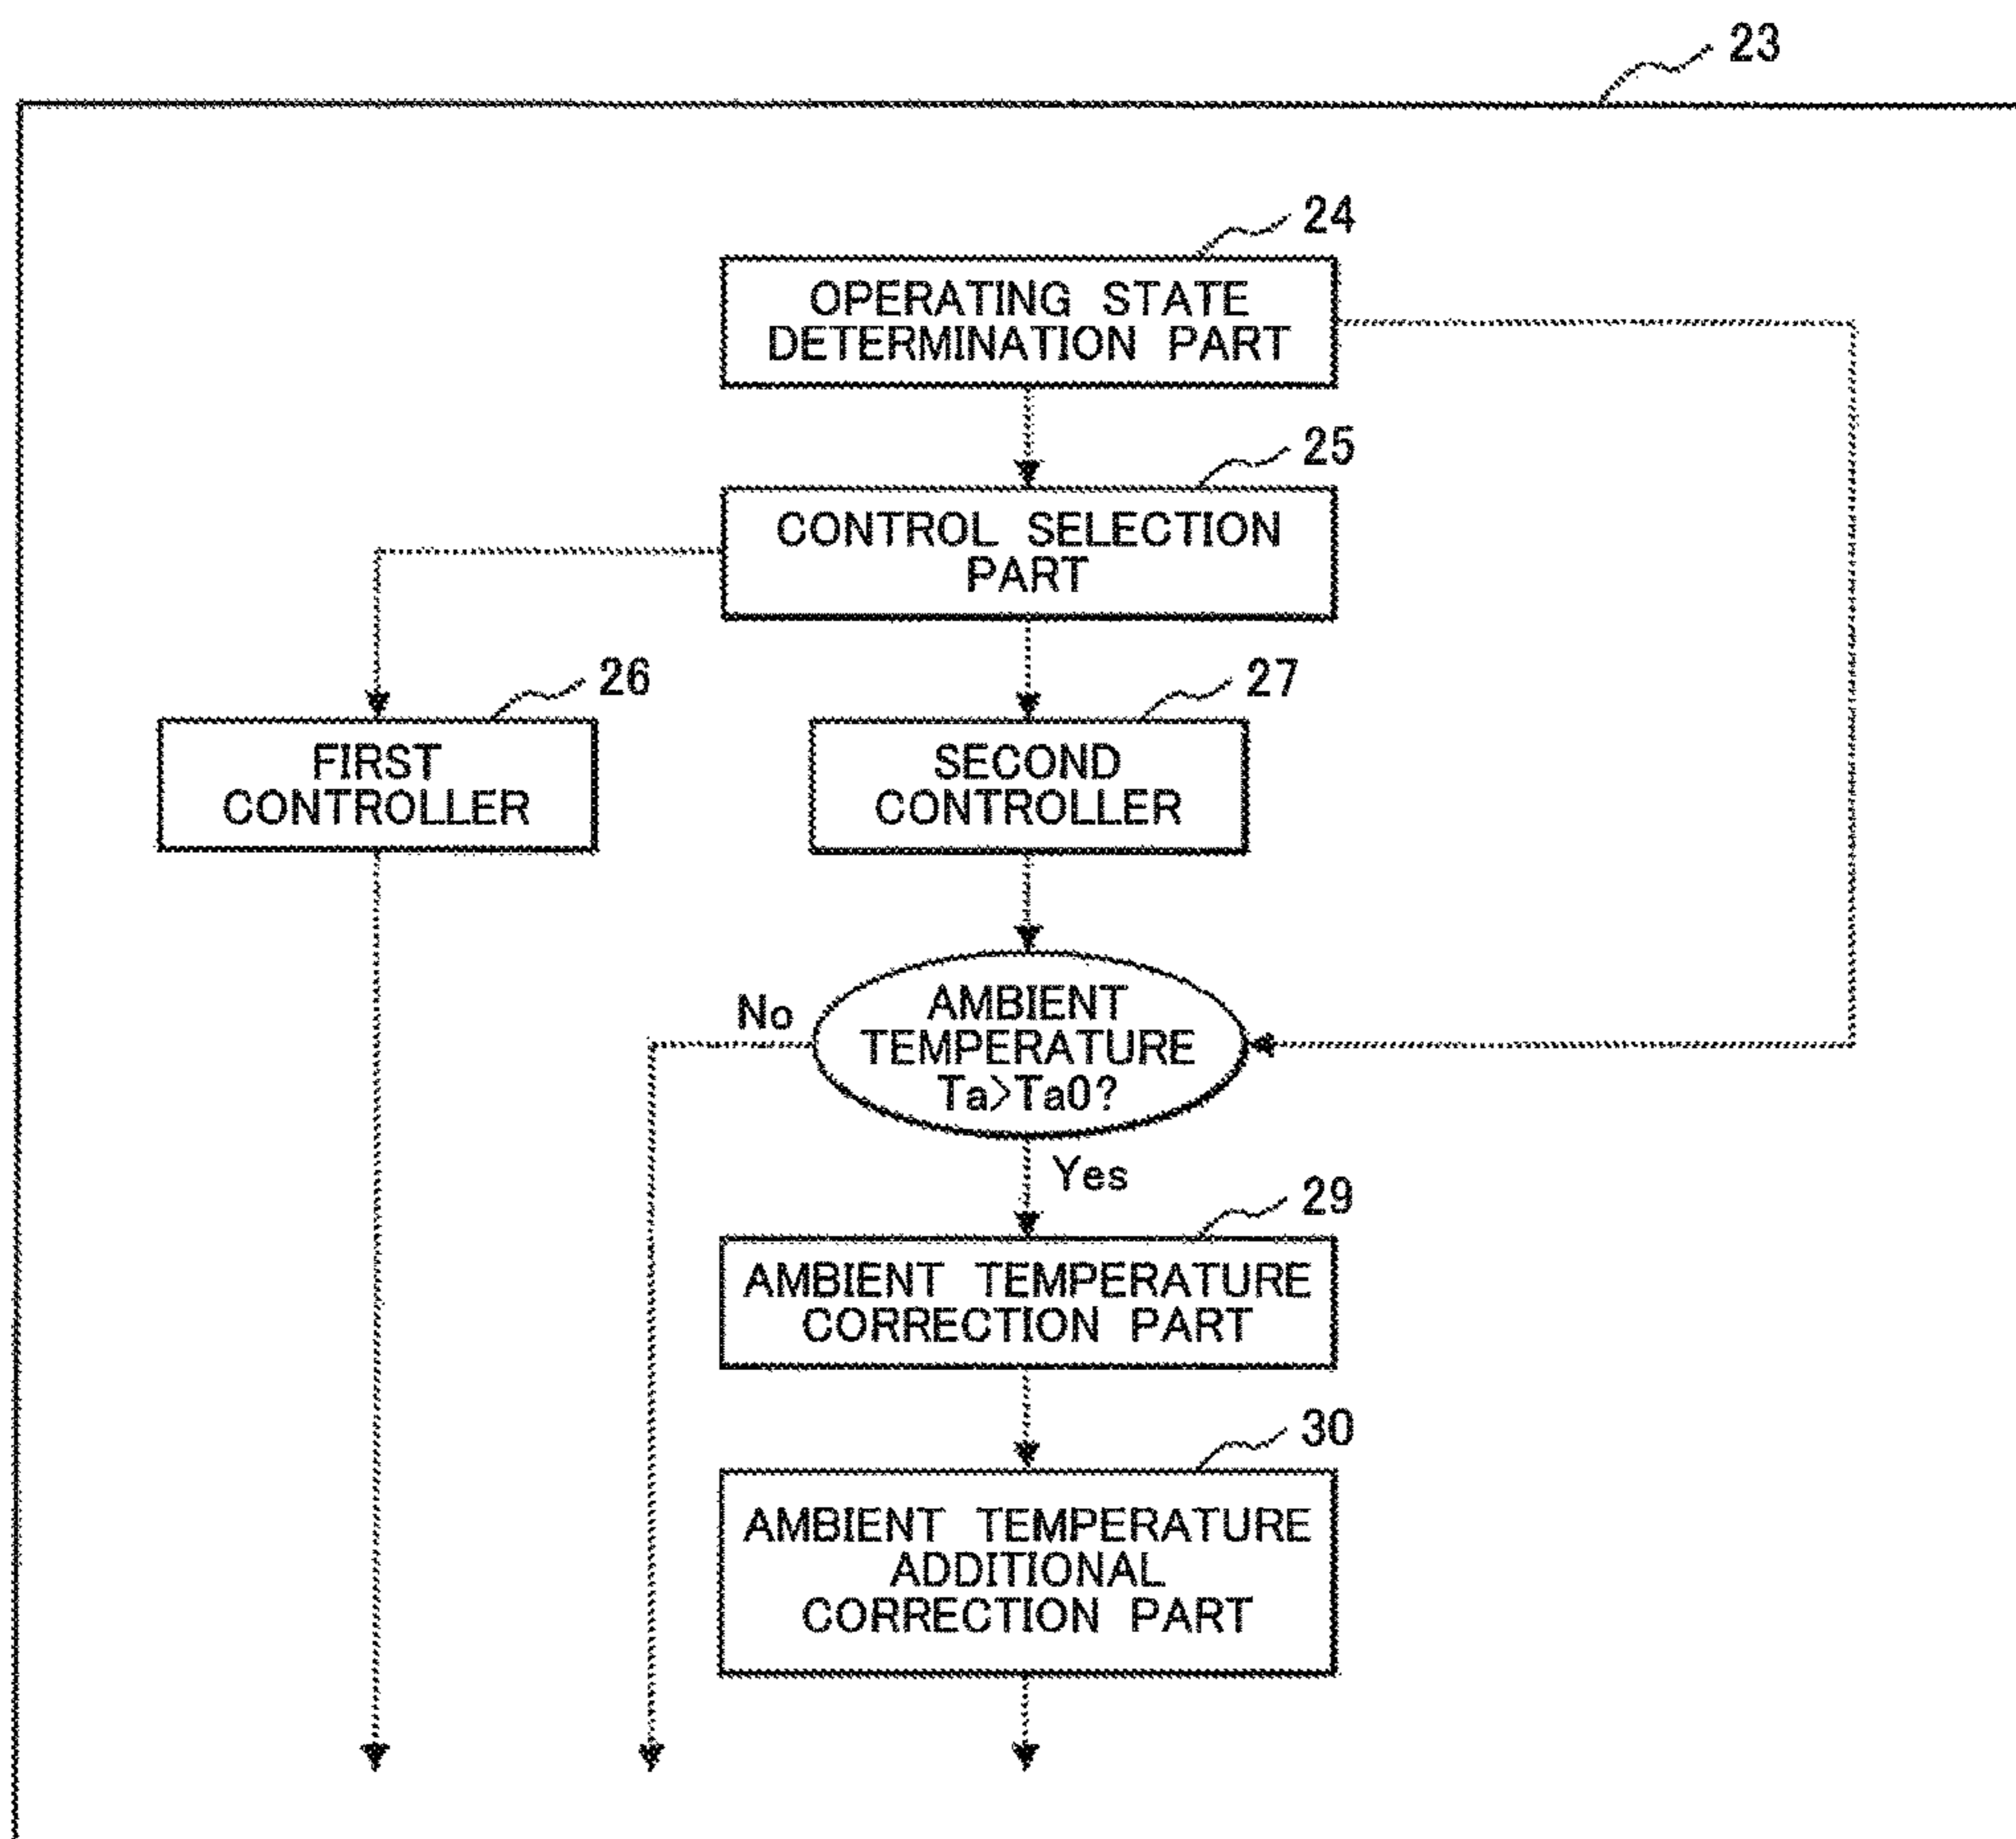 23
24
OPERATING STATE
DETERMINATION PART
25
CONTROL SELECTION
PART
26
27
FIRST
CONTROLLER
SECOND
CONTROLLER
No
AMBIENT
TEMPERATURE
Ta>Ta0?
Yes
29
AMBIENT TEMPERATURE
CORRECTION PART
30
AMBIENT TEMPERATURE
ADDITIONAL
CORRECTION PART